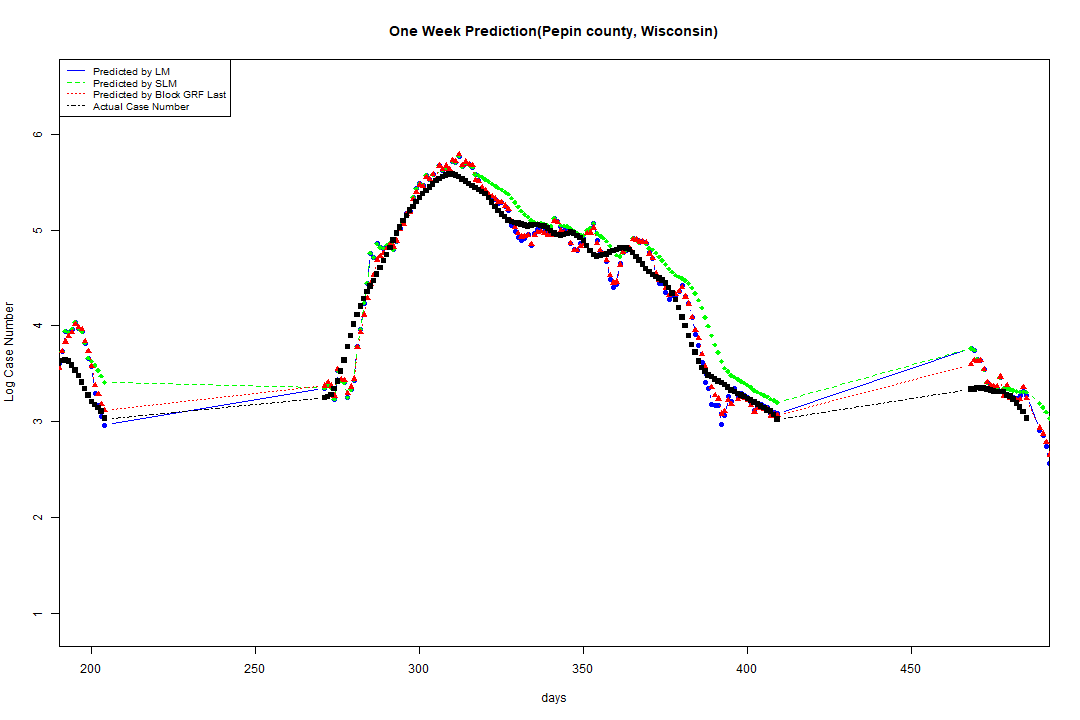 One Week Prediction(Pepin county, Wisconsin)
Predicted by LM
Predicted by SLM
Predicted by Block GRF Last
Actual Case Number
Log Case Number
6
5
4
3
2
1
200 250 300 350 400 450
days